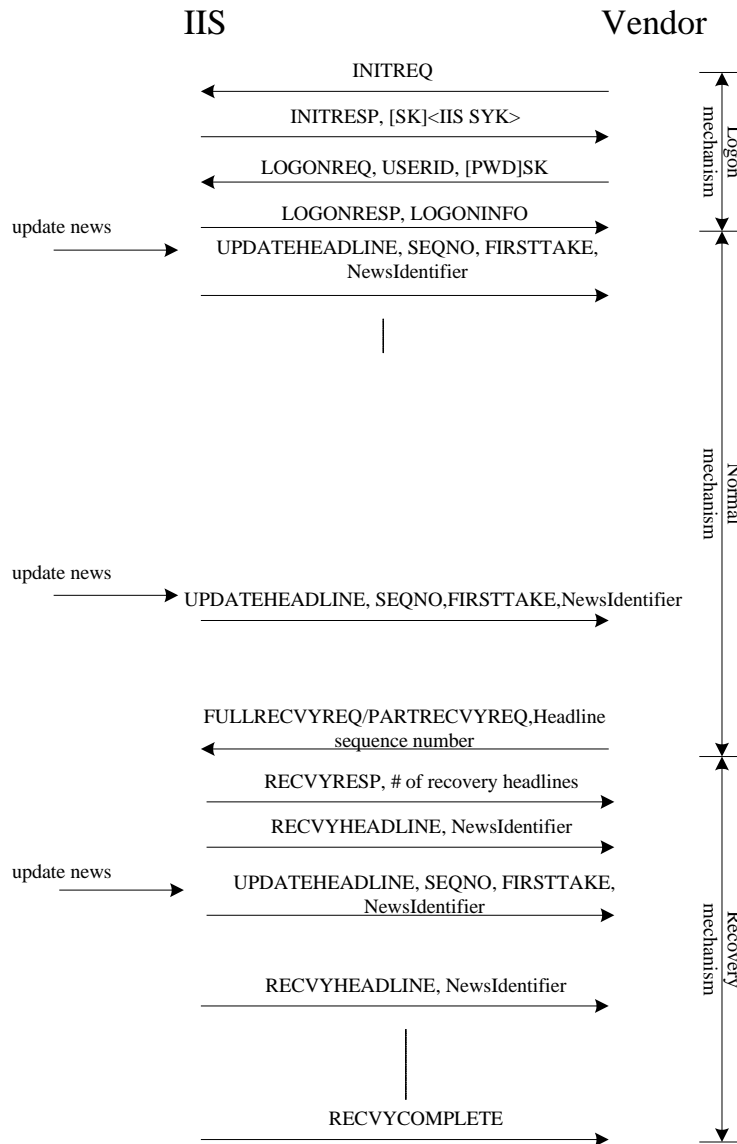 IIS
Vendor
INITREQ
INITRESP, [SK]<IIS SYK>
LOGONREQ, USERID, [PWD]SK
LOGONRESP, LOGONINFO
Logon
mechanism
update news
UPDATEHEADLINE, SEQNO, FIRSTTAKE,
NewsIdentifier
Normal
mechanism
update news
UPDATEHEADLINE, SEQNO,FIRSTTAKE,NewsIdentifier
FULLRECVYREQ/PARTRECVYREQ,Headline
sequence number
RECVYRESP, # of recovery headlines
RECVYHEADLINE, NewsIdentifier
update news
UPDATEHEADLINE, SEQNO, FIRSTTAKE,
NewsIdentifier
Recovery
mechanism
RECVYHEADLINE, NewsIdentifier
RECVYCOMPLETE